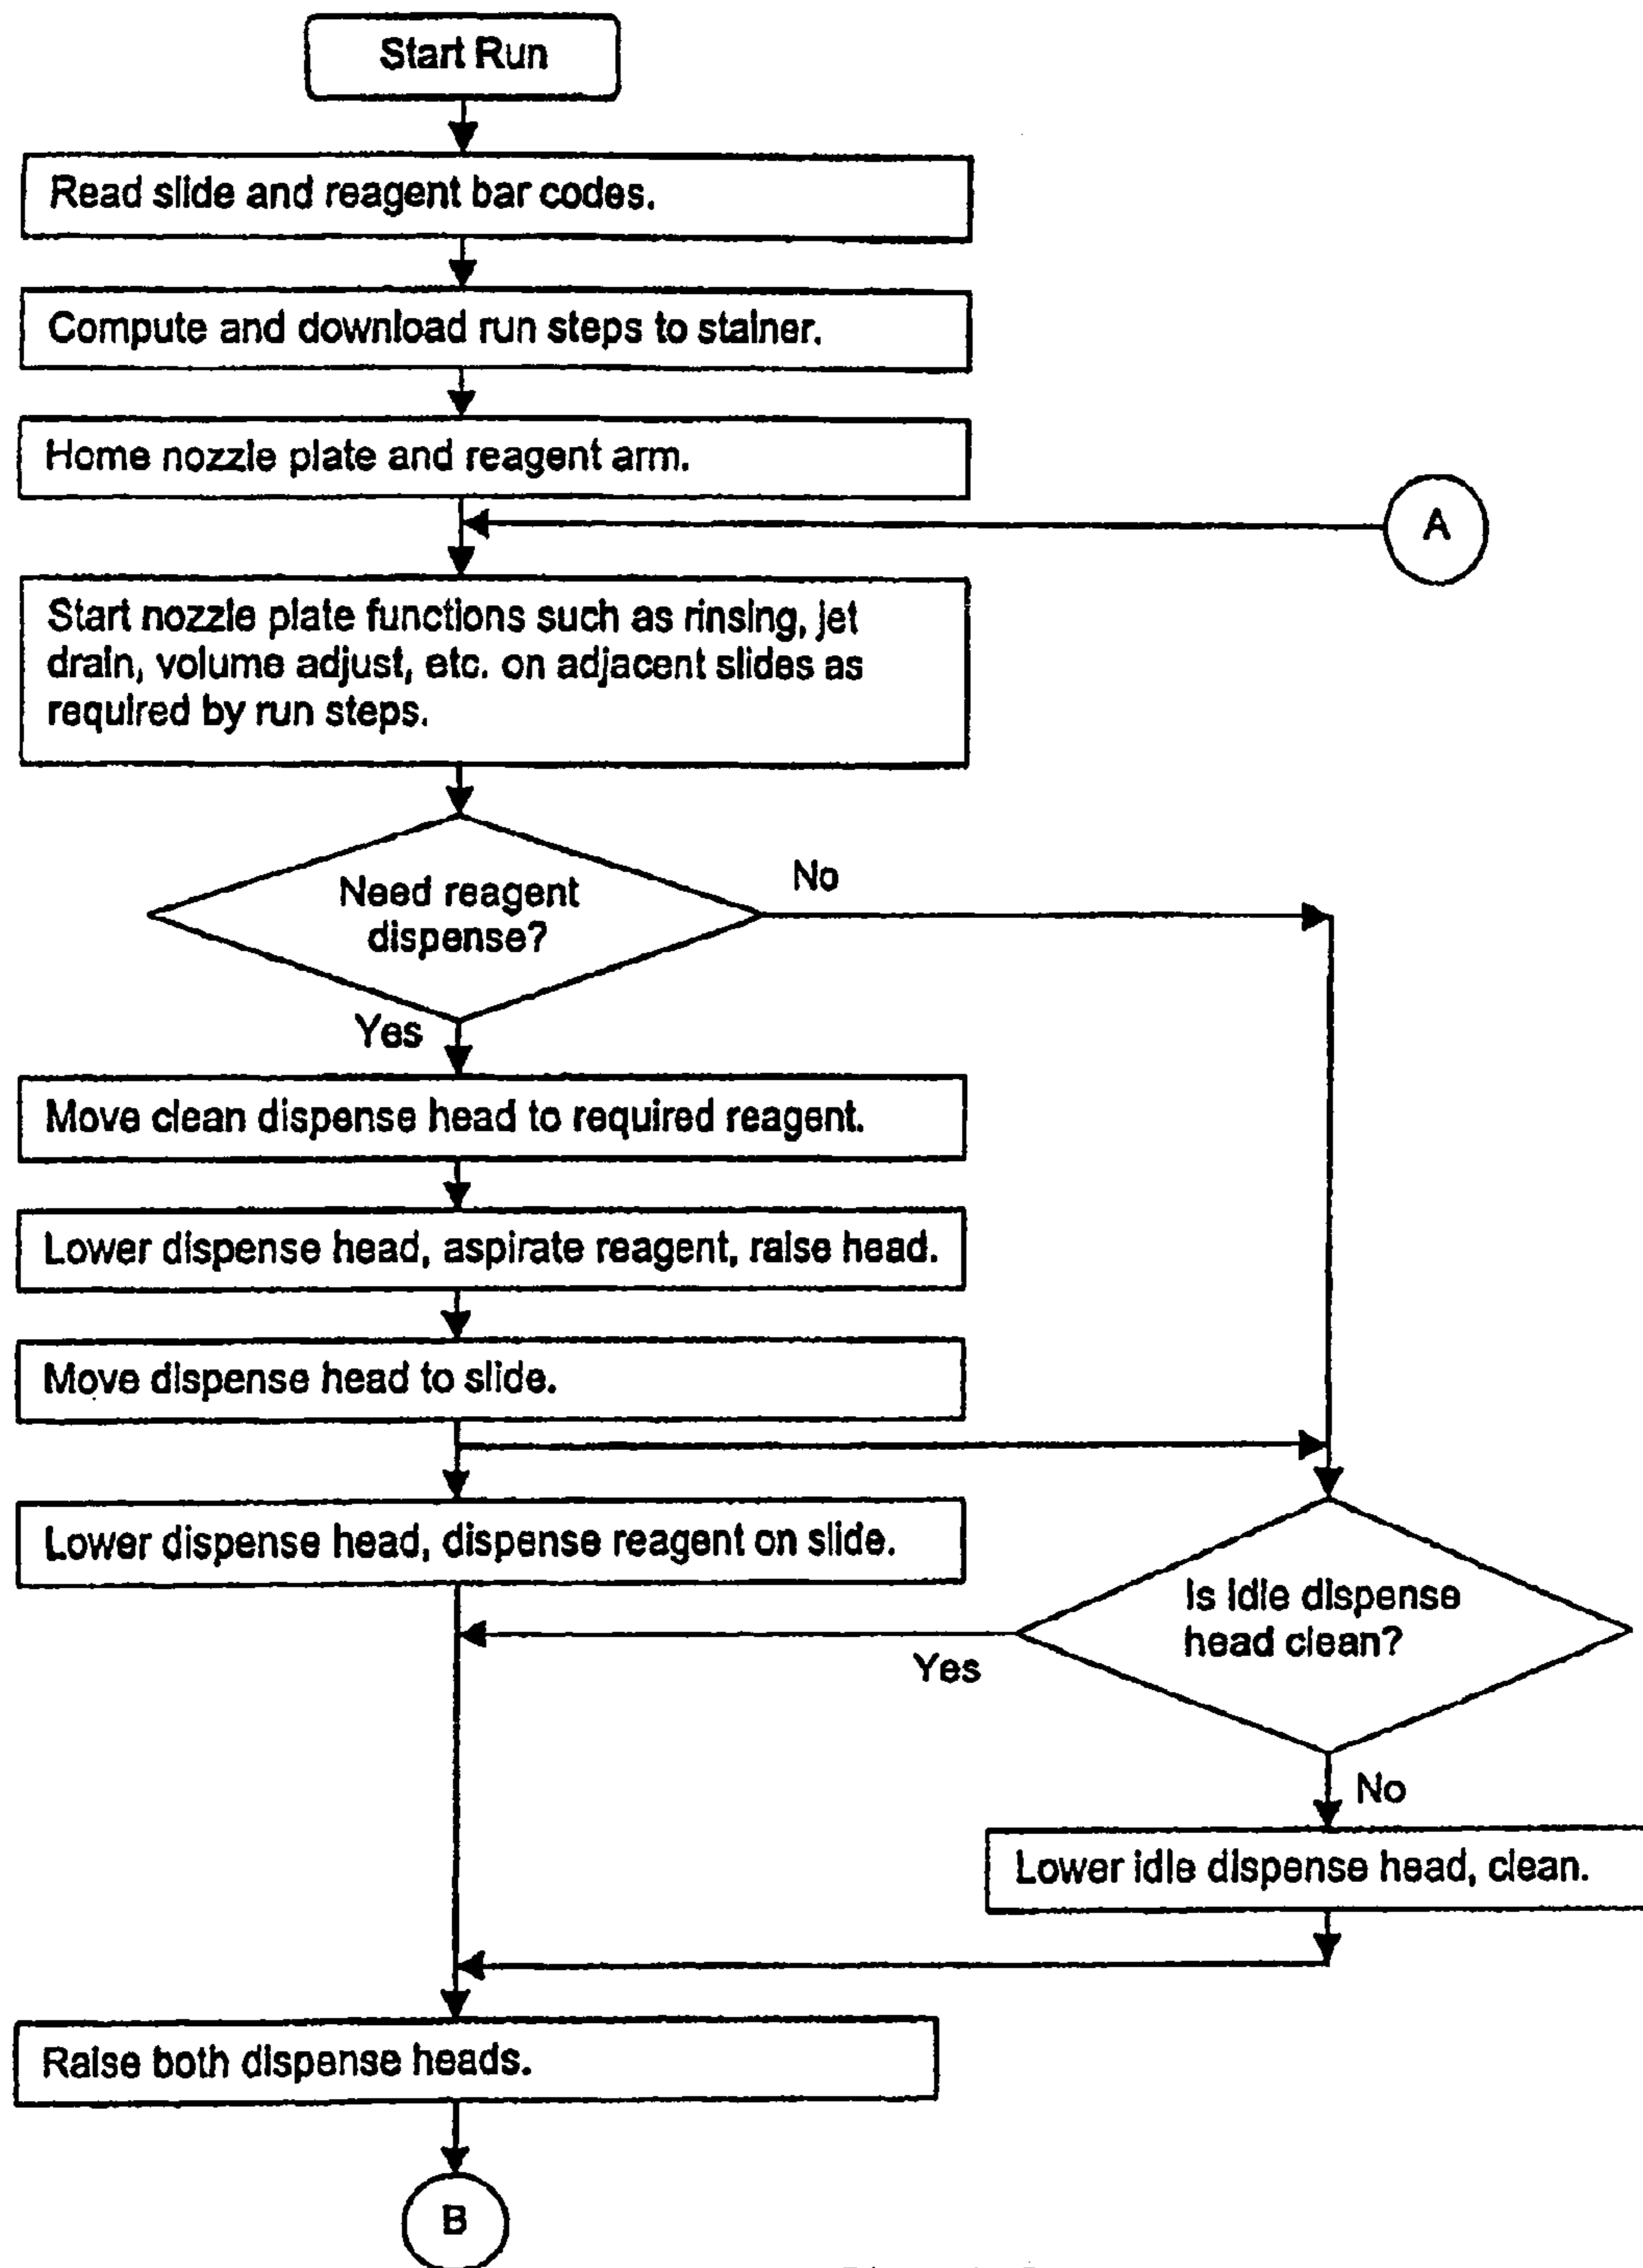 Start Run
Read slide and reagent bar codes.
Compute and download run steps to stainer.
Home nozzle plate and reagent arm.
A
Start nozzle plate functions such as rinsing, jet
drain, volume adjust, etc. on adjacent slides as
required by run steps.
Need reagent
dispense?
No
Yes
Move clean dispense head to required reagent.
Lower dispense head, aspirate reagent, raise head.
Move dispense head to slide.
Lower dispense head, dispense reagent on slide.
Is idle dispense
head clean?
Yes
No
Lower idle dispense head, clean.
Raise both dispense heads.
B